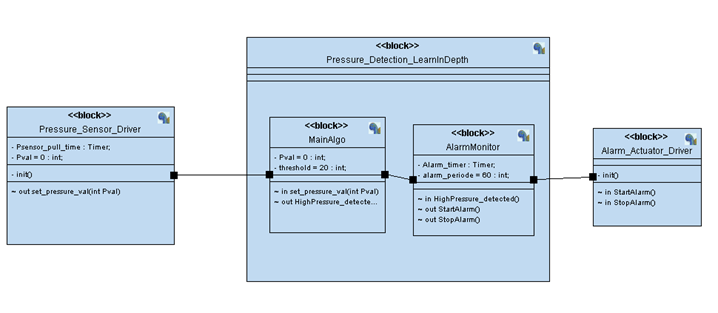 <<block>>
Pressure_Detection_LearnInDepth
<<block>>
Pressure_Sensor_Driver
- Psensor_pull_time : Timer;
- Pval = 0 : int;
- init()
~ out set_pressure_val(int Pval)
<<block>>
MainAlgo
- Pval = 0 : int;
- threshold = 20 : int;
~ in set_pressure_val(int Pval)
~ out HighPressure_detecte...
<<block>>
AlarmMonitor
- Alarm_timer : Timer;
- alarm_periode = 60 : int;
~ in HighPressure_detected()
~ out StartAlarm()
~ out StopAlarm()
<<block>>
Alarm_Actuator_Driver
- init()
~ in StartAlarm()
~ in StopAlarm()